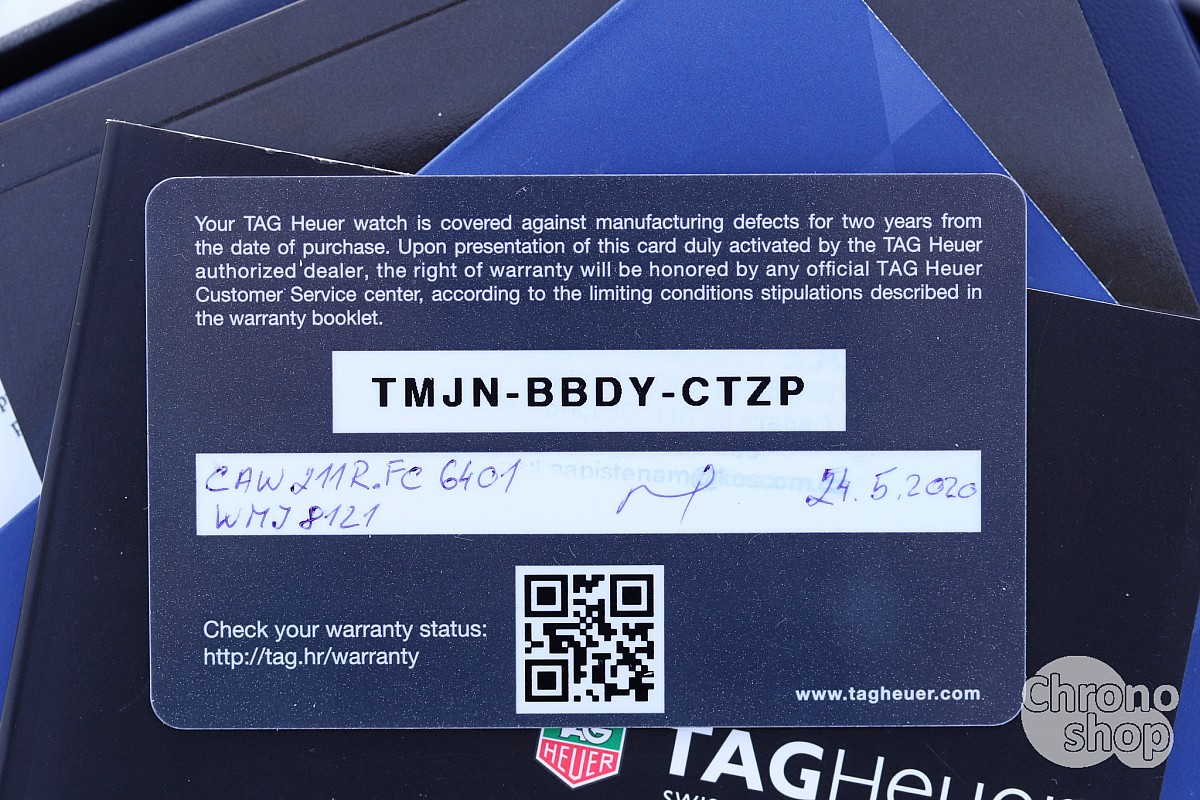 Your TAG Heuer watch is covered against manufacturing defects for two years from
the date of purchase. Upon presentation of this card duly activated by the TAG Heuer
authorized dealer, the right of warranty will be honored by any official TAG Heuer
Customer Service center, according to the limiting conditions stipulations described in
the warranty booklet.
TMJN-BBDY-CTZP
CAW211R.FC6401 24.5.2020
WMJ8121
Check your warranty status:
http://tag.hr/warranty
www.tagheuer.com
Chrono
shop
TAG
HEUER
TAGHeuer